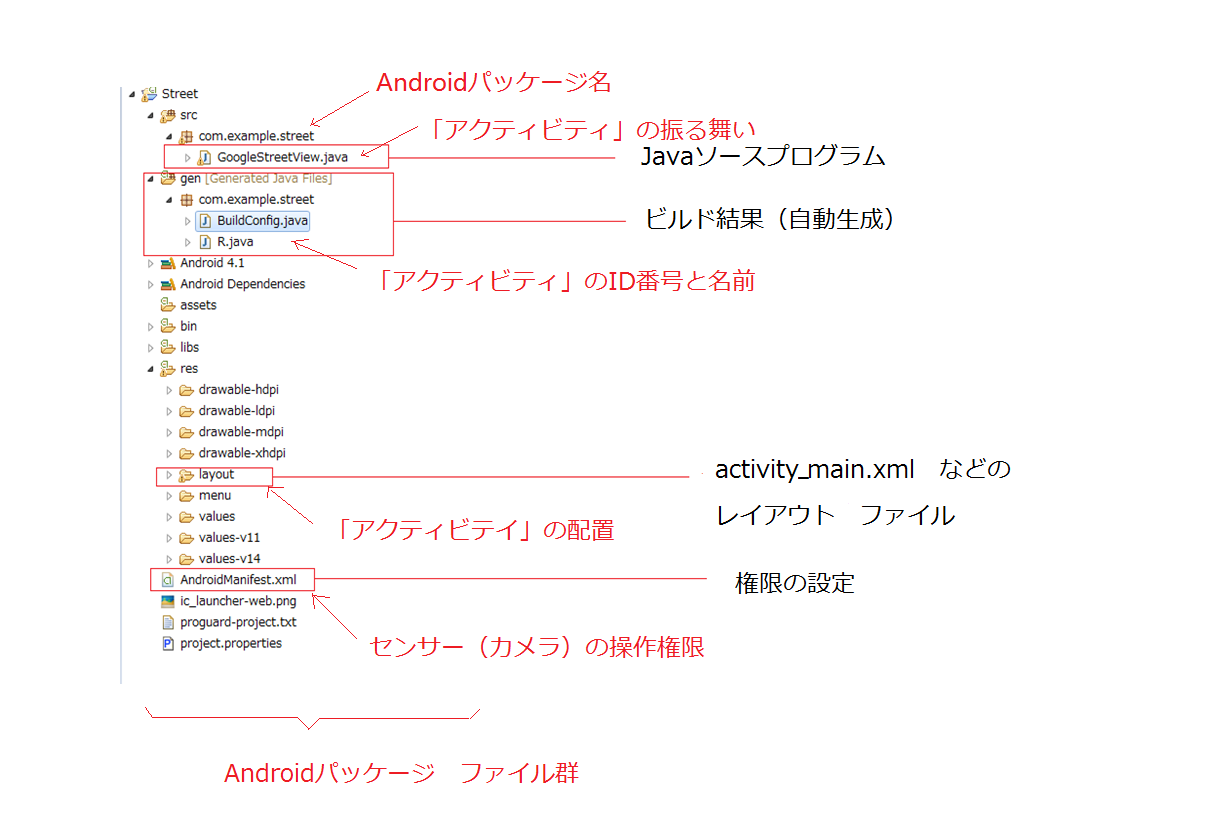 Androidパッケージ名
Street
src
com.example.street
「アクティビティ」の振る舞い
GoogleStreetView.java
Javaソースプログラム
gen [Generated Java Files]
com.example.street
BuildConfig.java
ビルド結果（自動生成）
R.java
Android 4.1
「アクティビティ」のID番号と名前
Android Dependencies
assets
bin
libs
res
drawable-hdpi
drawable-ldpi
drawable-mdpi
drawable-xhdpi
layout
activity_main.xml　などの
レイアウト　ファイル
menu
values
「アクティビテイ」の配置
values-v11
values-v14
AndroidManifest.xml
権限の設定
ic_launcher-web.png
proguard-project.txt
project.properties
センサー（カメラ）の操作権限
Androidパッケージ　ファイル群